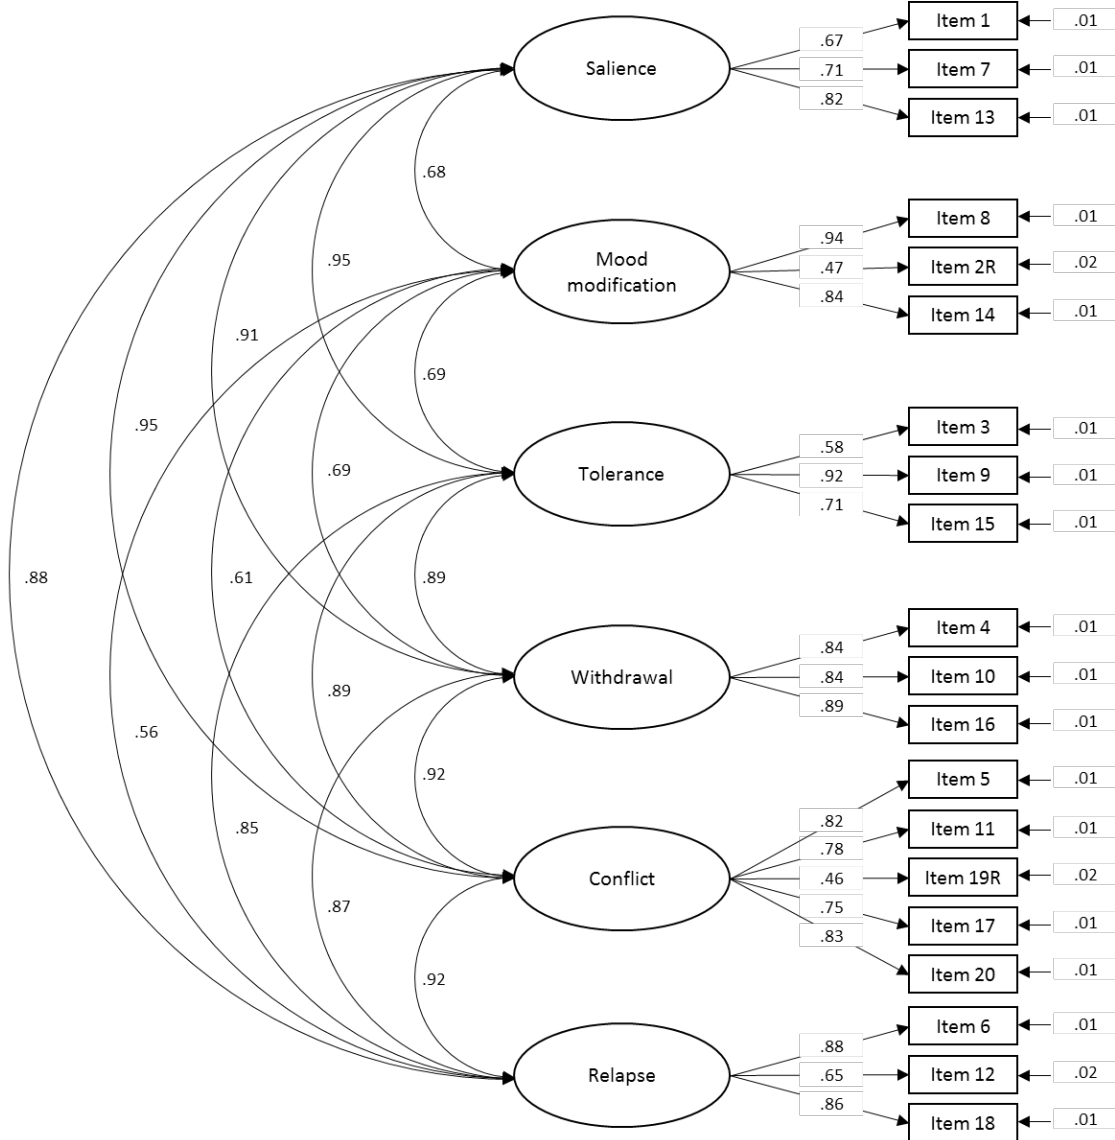 Item 1
.01
.67
Salience
.71
Item 7
.01
.82
Item 13
.01
.68
Item 8
.01
.94
Mood
modification
.47
Item 2R
.02
.84
Item 14
.01
.95
.91
.69
.95
Item 3
.01
.58
Tolerance
.92
Item 9
.01
.71
Item 15
.01
.69
.88
.61
.89
Item 4
.01
.84
Withdrawal
.84
Item 10
.01
.89
Item 16
.01
.89
.56
.92
Item 5
.01
.82
Item 11
.01
.78
Conflict
.46
Item 19R
.02
.75
Item 17
.01
.83
Item 20
.01
.85
.87
.92
Item 6
.01
.88
Relapse
.65
Item 12
.02
.86
Item 18
.01